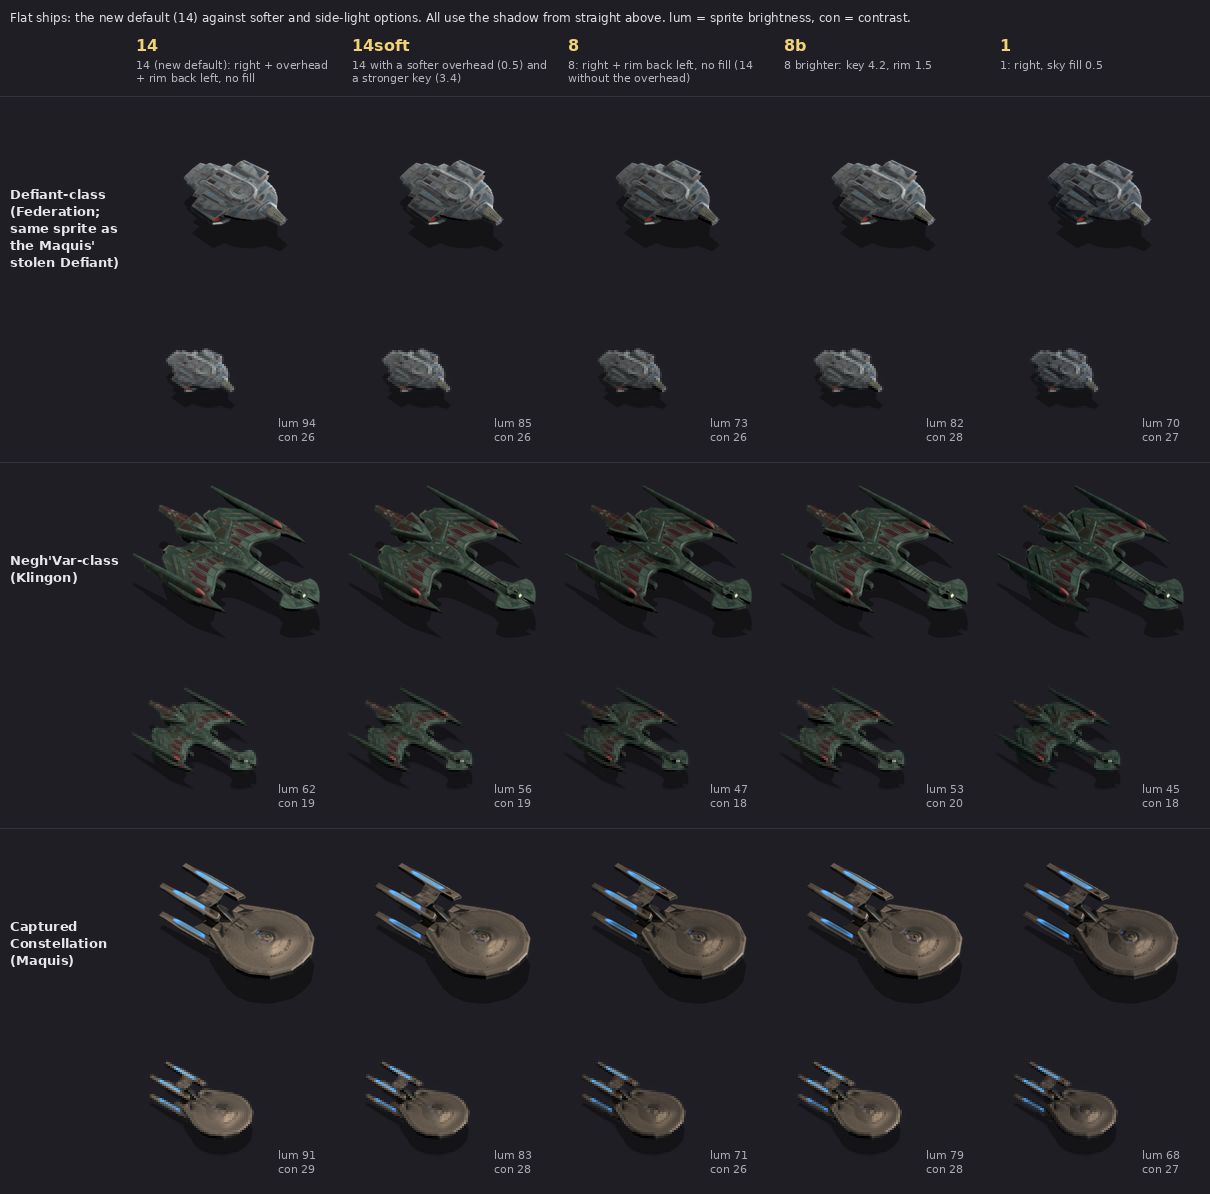 Flat ships: the new default (14) against softer and side-light options. All use the shadow from straight above. lum = sprite brightness, con = contrast.
14
14soft
8
8b
1
14 (new default): right + overhead
+ rim back left, no fill
14 with a softer overhead (0.5) and
a stronger key (3.4)
8: right + rim back left, no fill (14
without the overhead)
8 brighter: key 4.2, rim 1.5
1: right, sky fill 0.5
Defiant-class
(Federation;
same sprite as
the Maquis'
stolen Defiant)
lum 94
con 26
lum 85
con 26
lum 73
con 26
lum 82
con 28
lum 70
con 27
Negh'Var-class
(Klingon)
lum 62
con 19
lum 56
con 19
lum 47
con 18
lum 53
con 20
lum 45
con 18
Captured
Constellation
(Maquis)
lum 91
con 29
lum 83
con 28
lum 71
con 26
lum 79
con 28
lum 68
con 27